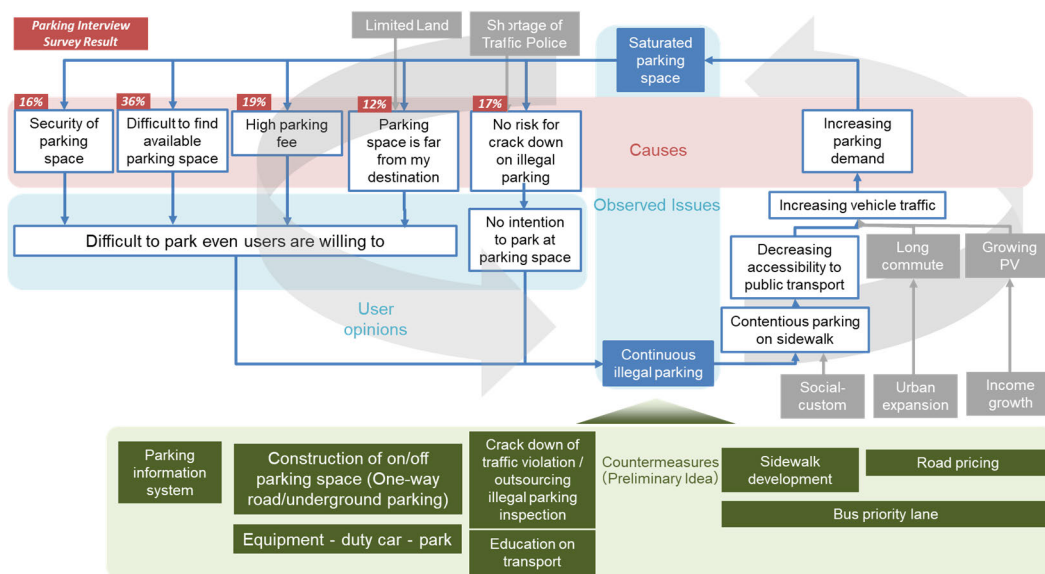 Parking Interview
Survey Result
Limited Land
Shortage of
Traffic Police
Saturated
parking
space
16%
36%
19%
12%
17%
Security of
parking
space
Difficult to find
available
parking space
High parking
fee
Parking
space is far
from my
destination
No risk for
crack down
on illegal
parking
Causes
Increasing
parking
demand
Observed Issues
Increasing vehicle traffic
Difficult to park even users are willing to
No intention
to park at
parking space
Decreasing
accessibility to
public transport
Long
commute
Growing
PV
User
opinions
Contentious parking
on sidewalk
Continuous
illegal parking
Social-
custom
Urban
expansion
Income
growth
Parking
information
system
Construction of on/off
parking space (One-way
road/underground parking)
Equipment - duty car - park
Crack down of
traffic violation /
outsourcing
illegal parking
inspection
Education on
transport
Countermeasures
(Preliminary Idea)
Sidewalk
development
Road pricing
Bus priority lane